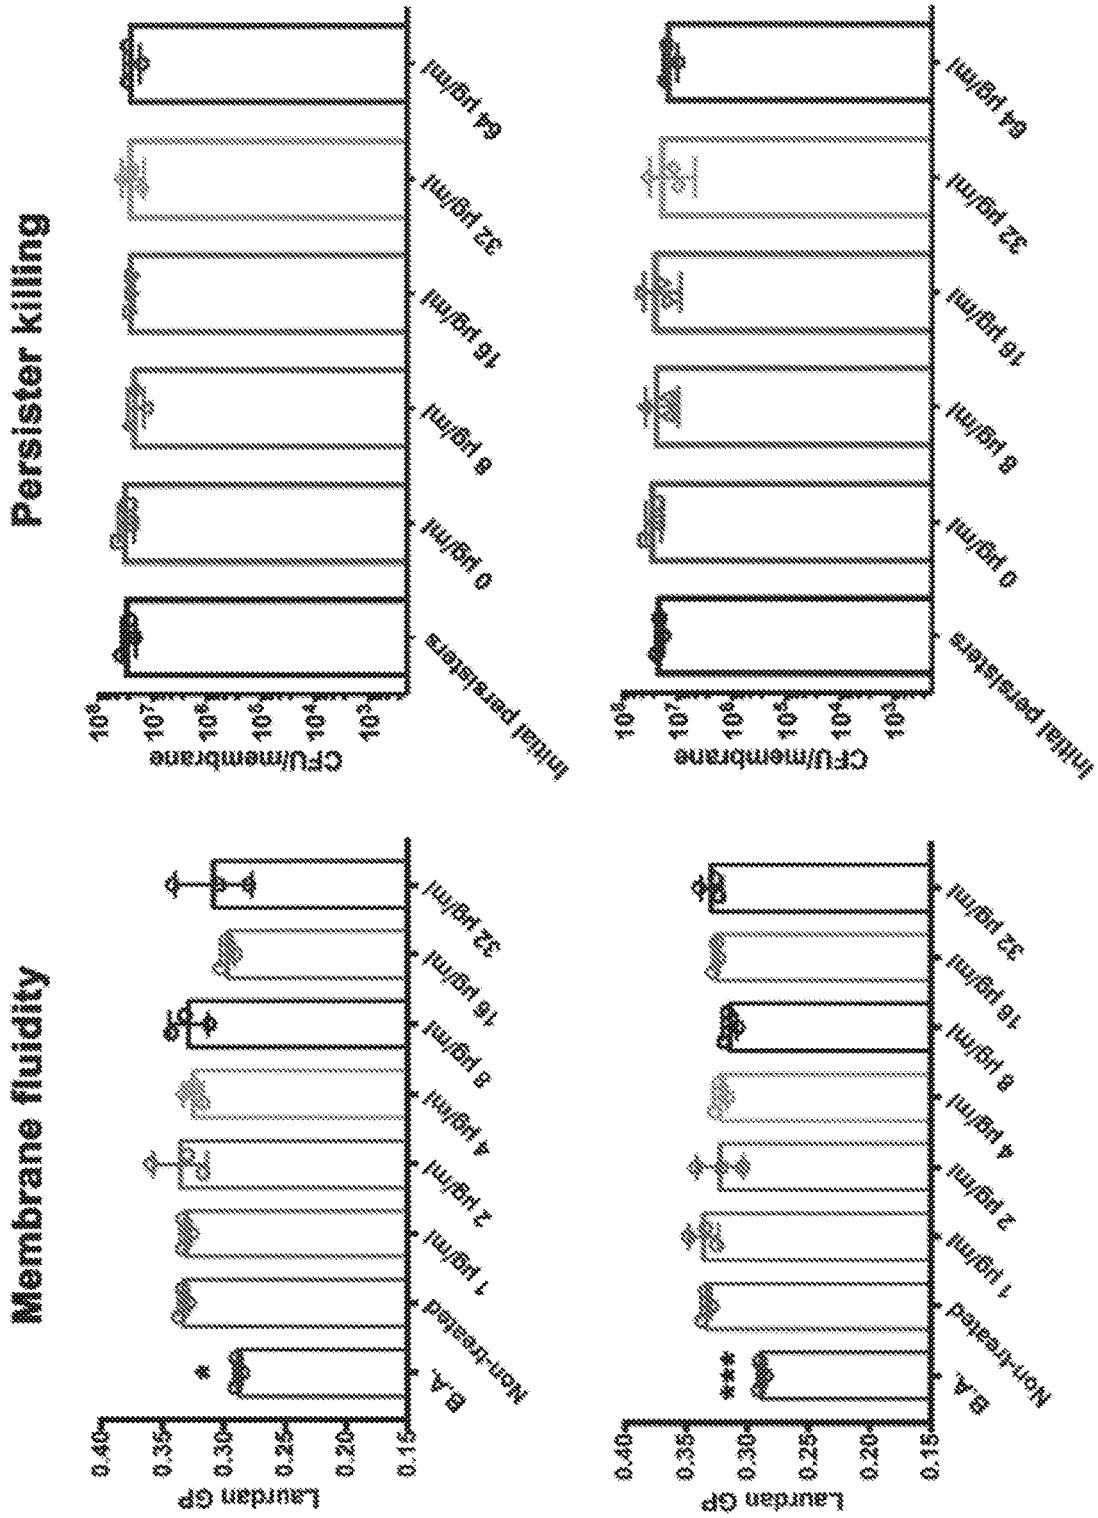 Membrane fluidity
Persister killing
Laurdan GP
0.40
0.35
0.30
0.25
0.20
0.15
*
B.A.
Non-treated
1 µg/ml
2 µg/ml
4 µg/ml
8 µg/ml
16 µg/ml
32 µg/ml
CFU/membrane
10⁸
10⁷
10⁶
10⁵
10⁴
10³
Initial persisters
0 µg/ml
8 µg/ml
16 µg/ml
32 µg/ml
64 µg/ml
Laurdan GP
0.40
0.35
0.30
0.25
0.20
0.15
***
B.A.
Non-treated
1 µg/ml
2 µg/ml
4 µg/ml
8 µg/ml
16 µg/ml
32 µg/ml
CFU/membrane
10⁸
10⁷
10⁶
10⁵
10⁴
10³
Initial persisters
0 µg/ml
8 µg/ml
16 µg/ml
32 µg/ml
64 µg/ml